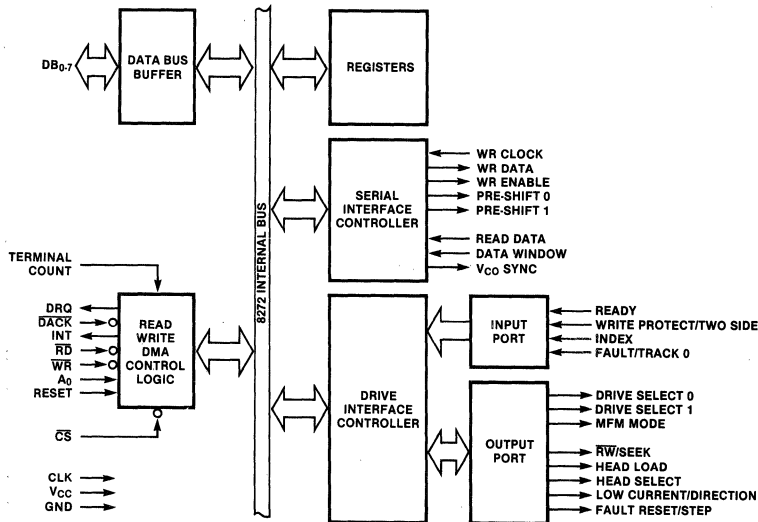 DB0-7
DATA BUS
BUFFER
REGISTERS
8272 INTERNAL BUS
SERIAL
INTERFACE
CONTROLLER
WR CLOCK
WR DATA
WR ENABLE
PRE-SHIFT 0
PRE-SHIFT 1
READ DATA
DATA WINDOW
VCO SYNC
TERMINAL
COUNT
DRQ
DACK
INT
RD
WR
A0
RESET
CS
READ
WRITE
DMA
CONTROL
LOGIC
CLK
VCC
GND
DRIVE
INTERFACE
CONTROLLER
INPUT
PORT
READY
WRITE PROTECT/TWO SIDE
INDEX
FAULT/TRACK 0
OUTPUT
PORT
DRIVE SELECT 0
DRIVE SELECT 1
MFM MODE
RW/SEEK
HEAD LOAD
HEAD SELECT
LOW CURRENT/DIRECTION
FAULT RESET/STEP